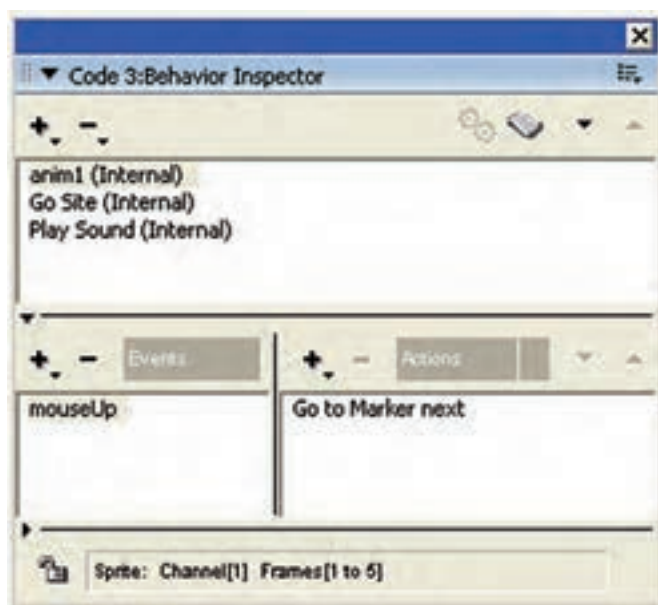 Code 3:Behavior Inspector
anim1 (Internal)
Go Site (Internal)
Play Sound (Internal)
Events
Actions
mouseUp
Go to Marker next
Sprite: Channel[1] Frames[1 to 5]